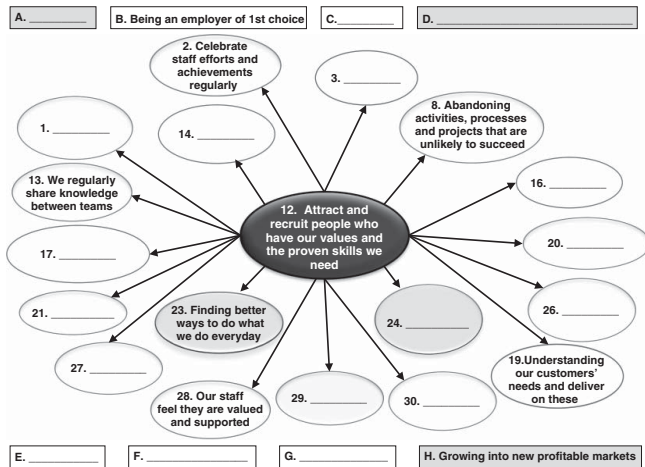 A. __________
B. Being an employer of 1st choice
C. __________
D. __________
2. Celebrate
staff efforts and
achievements
regularly
3. __________
8. Abandoning
activities, processes
and projects that are
unlikely to succeed
1. __________
14. __________
13. We regularly
share knowledge
between teams
12. Attract and
recruit people who
have our values and
the proven skills we
need
16. __________
17. __________
20. __________
21. __________
23. Finding better
ways to do what
we do everyday
24. __________
26. __________
27. __________
19.Understanding
our customers’
needs and deliver
on these
28. Our staff
feel they are valued
and supported
29. __________
30. __________
E. __________
F. __________
G. __________
H. Growing into new profitable markets